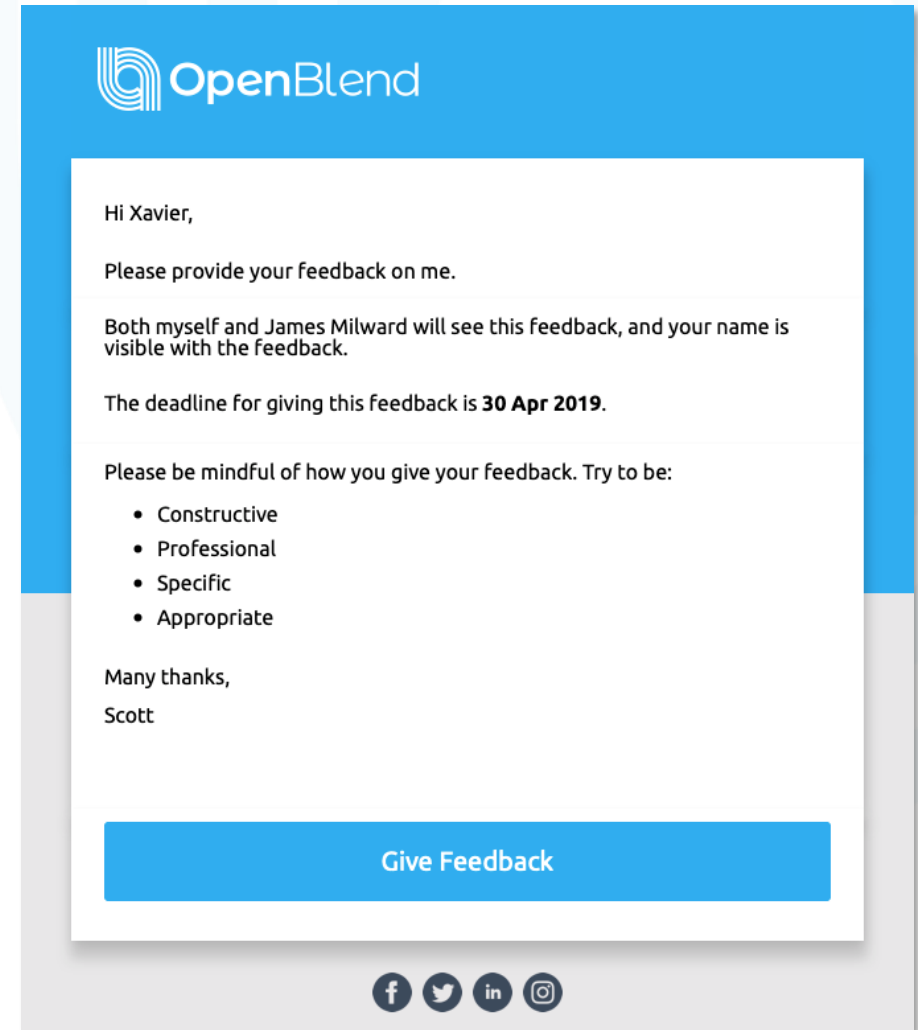 OpenBlend
Hi Xavier,
Please provide your feedback on me.
Both myself and James Milward will see this feedback, and your name is
visible with the feedback.
The deadline for giving this feedback is 30 Apr 2019.
Please be mindful of how you give your feedback. Try to be:
• Constructive
• Professional
• Specific
• Appropriate
Many thanks,
Scott
Give Feedback
f in